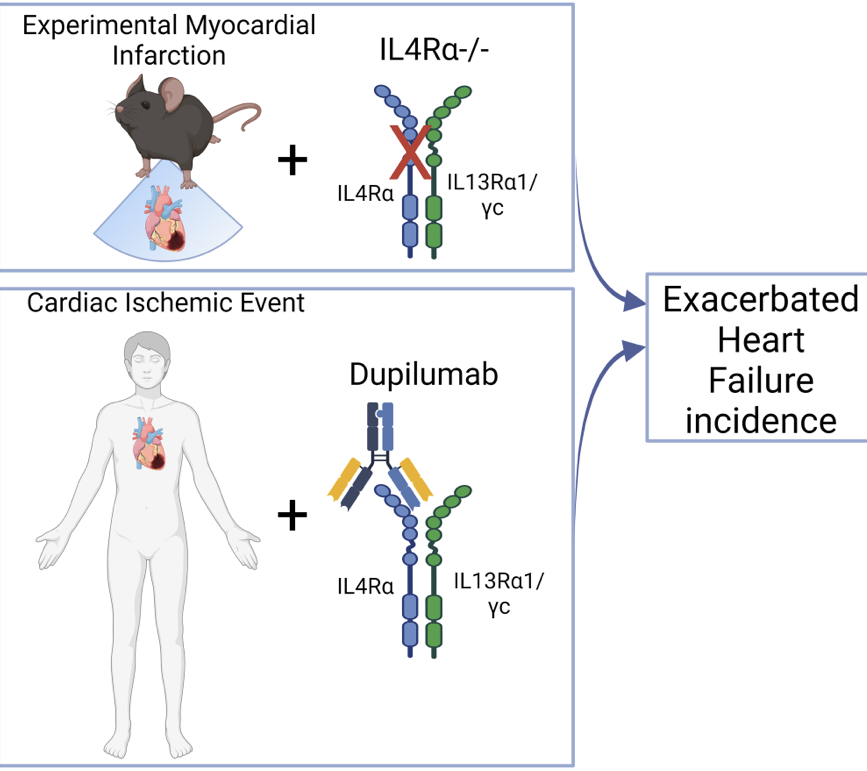 Experimental Myocardial
Infarction
IL4Rα-/-
+
IL4Rα
IL13Rα1/
γc
Cardiac Ischemic Event
Dupilumab
+
IL4Rα
IL13Rα1/
γc
Exacerbated
Heart
Failure
incidence